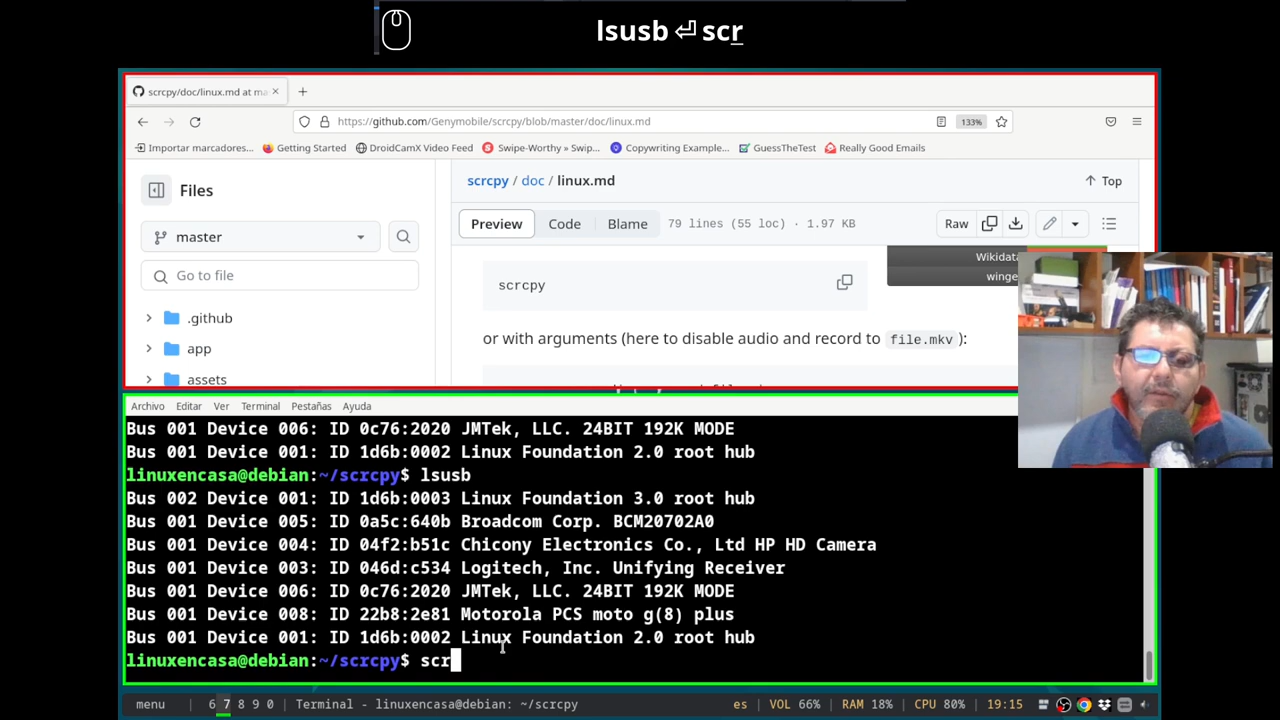 lsusb ⏎ scr
scrcpy/doc/linux.md at ma
https://github.com/Genymobile/scrcpy/blob/master/doc/linux.md
133%
Importar marcadores...
Getting Started
DroidCamX Video Feed
Swipe-Worthy » Swip...
Copywriting Example...
GuessTheTest
Really Good Emails
Files
scrcpy / doc / linux.md
Top
Preview
Code
Blame
79 lines (55 loc) · 1.97 KB
Raw
master
Go to file
Wikidata
winge
scrcpy
.github
or with arguments (here to disable audio and record to file.mkv ):
app
assets
Archivo Editar Ver Terminal Pestañas Ayuda
Bus 001 Device 006: ID 0c76:2020 JMTek, LLC. 24BIT 192K MODE
Bus 001 Device 001: ID 1d6b:0002 Linux Foundation 2.0 root hub
linuxencasa@debian:~/scrcpy$ lsusb
Bus 002 Device 001: ID 1d6b:0003 Linux Foundation 3.0 root hub
Bus 001 Device 005: ID 0a5c:640b Broadcom Corp. BCM20702A0
Bus 001 Device 004: ID 04f2:b51c Chicony Electronics Co., Ltd HP HD Camera
Bus 001 Device 003: ID 046d:c534 Logitech, Inc. Unifying Receiver
Bus 001 Device 006: ID 0c76:2020 JMTek, LLC. 24BIT 192K MODE
Bus 001 Device 008: ID 22b8:2e81 Motorola PCS moto g(8) plus
Bus 001 Device 001: ID 1d6b:0002 Linux Foundation 2.0 root hub
linuxencasa@debian:~/scrcpy$ scr
menu | 6 7 8 9 0 | Terminal - linuxencasa@debian: ~/scrcpy
es | VOL 66% | RAM 18% | CPU 80% | 19:15